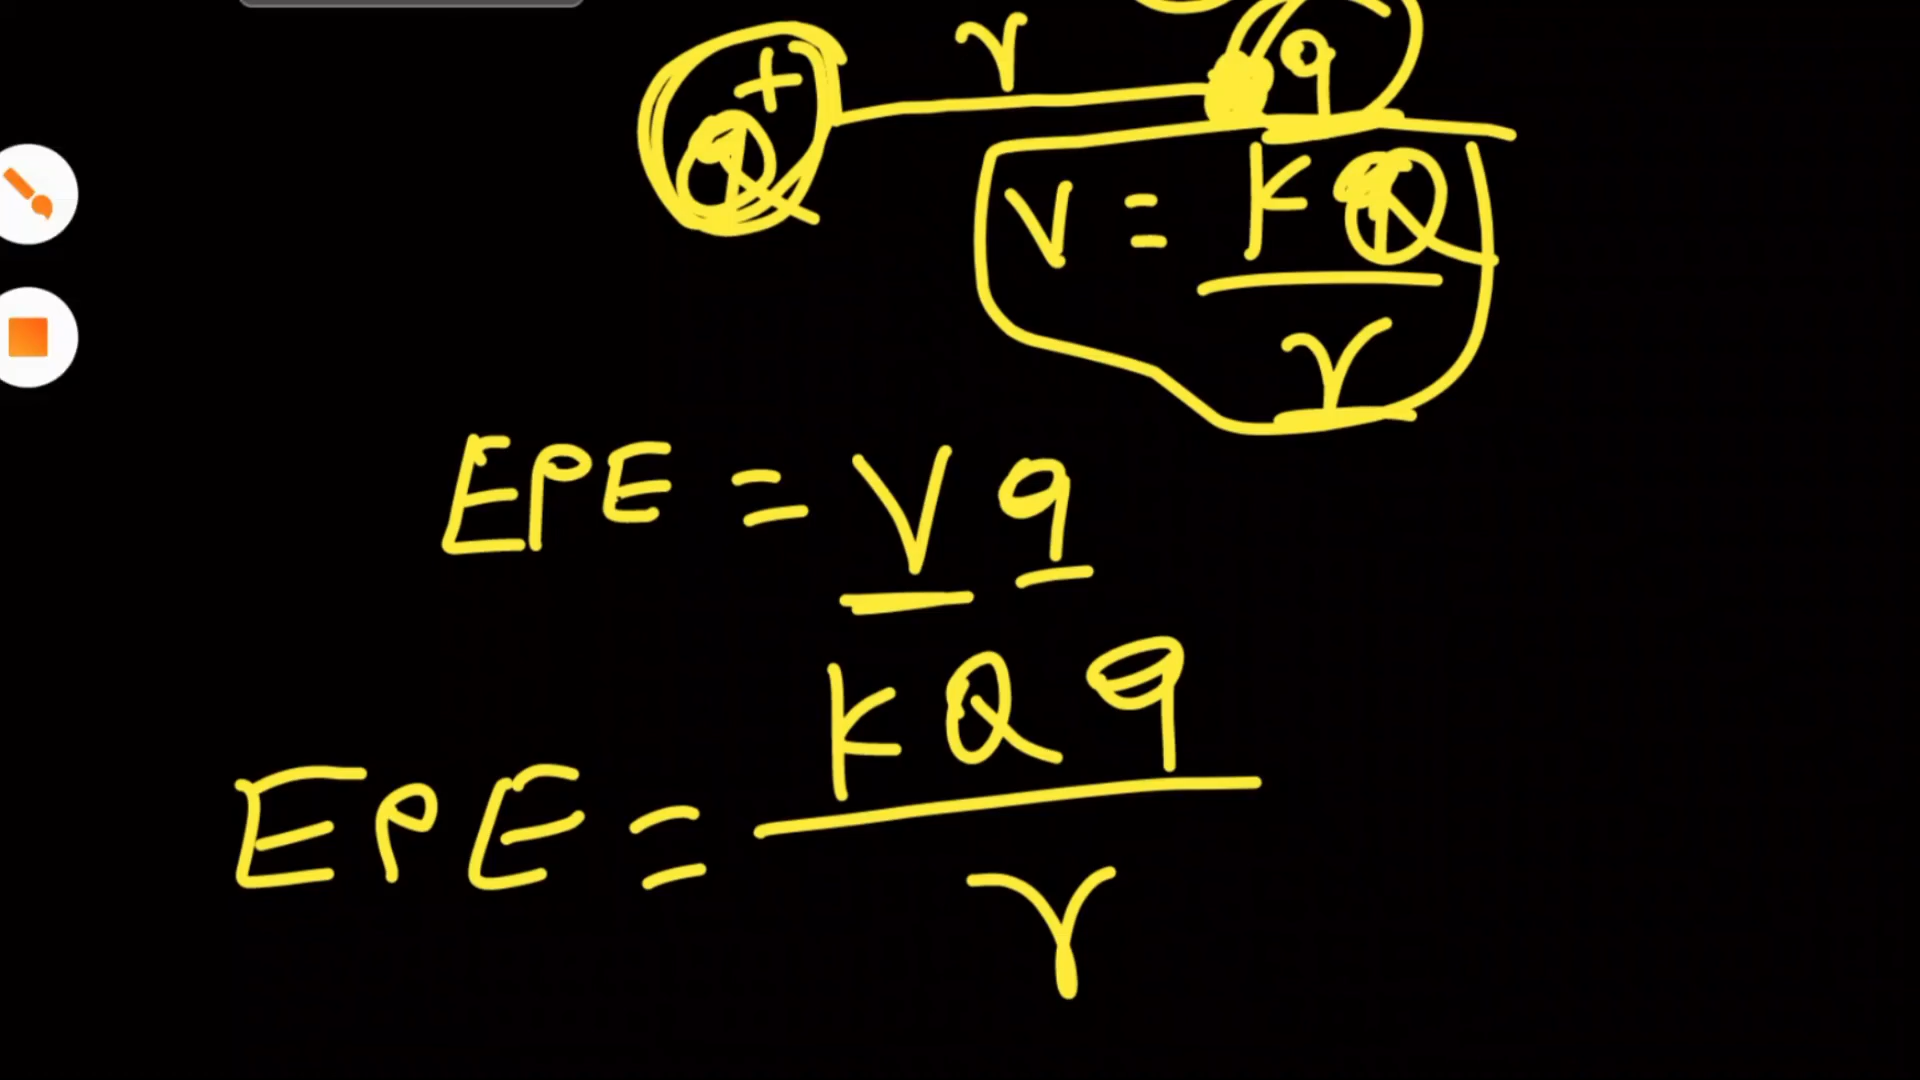 r
+ Q q
V = KQ / r
EPE = Vq
EPE = KQq / r